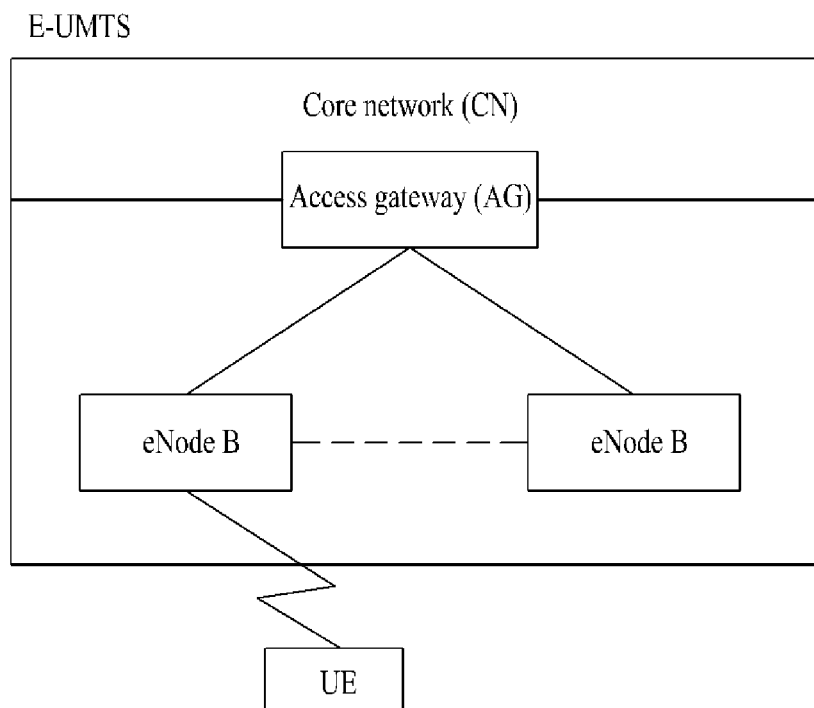 E-UMTS
Core network (CN)
Access gateway (AG)
eNode B
eNode B
UE